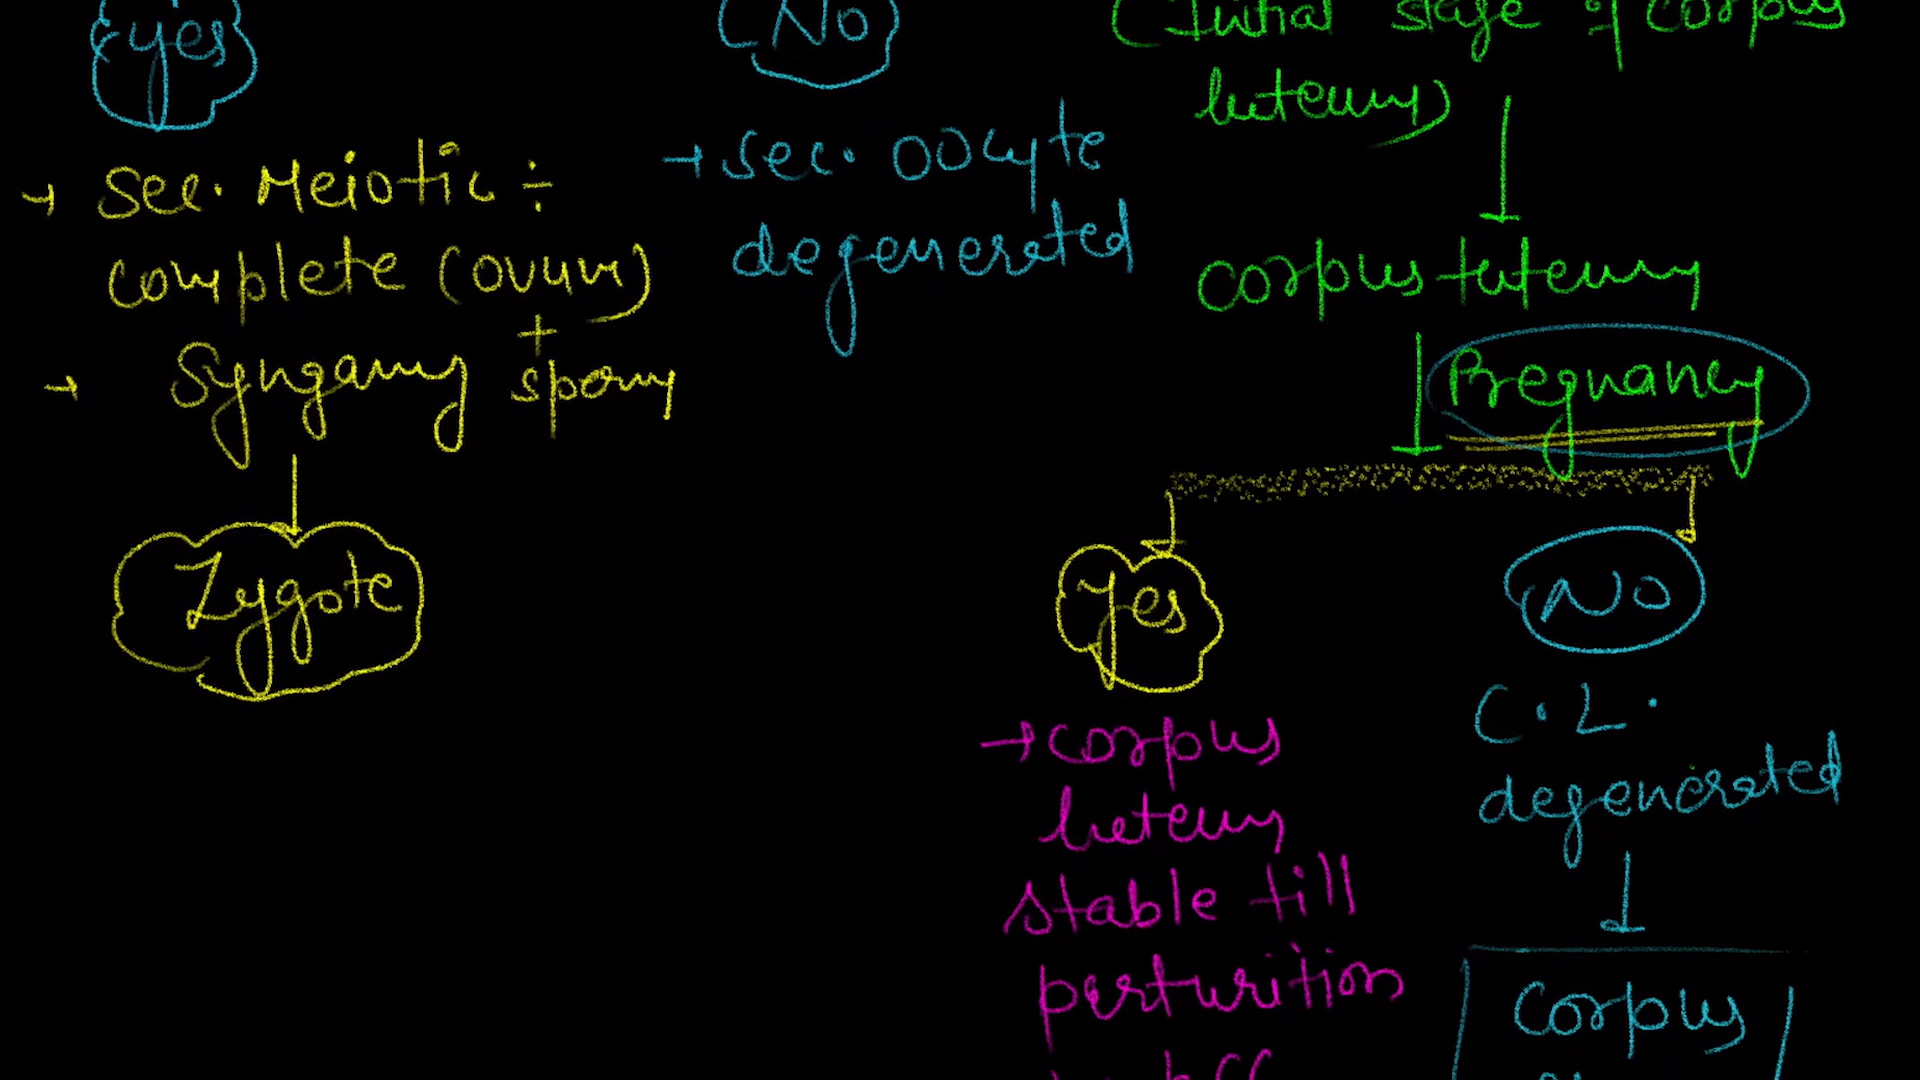 yes
→ Sec. Meiotic ÷
complete (ovum)
+
→ Syngamy sperm
Zygote
No
→ sec. oocyte
degenerated
(Initial stage of corpus
luteum)
corpus luteum
Pregnancy
Yes
→ corpus
luteum
stable till
parturition
No
C.L.
degenerated
Corpus